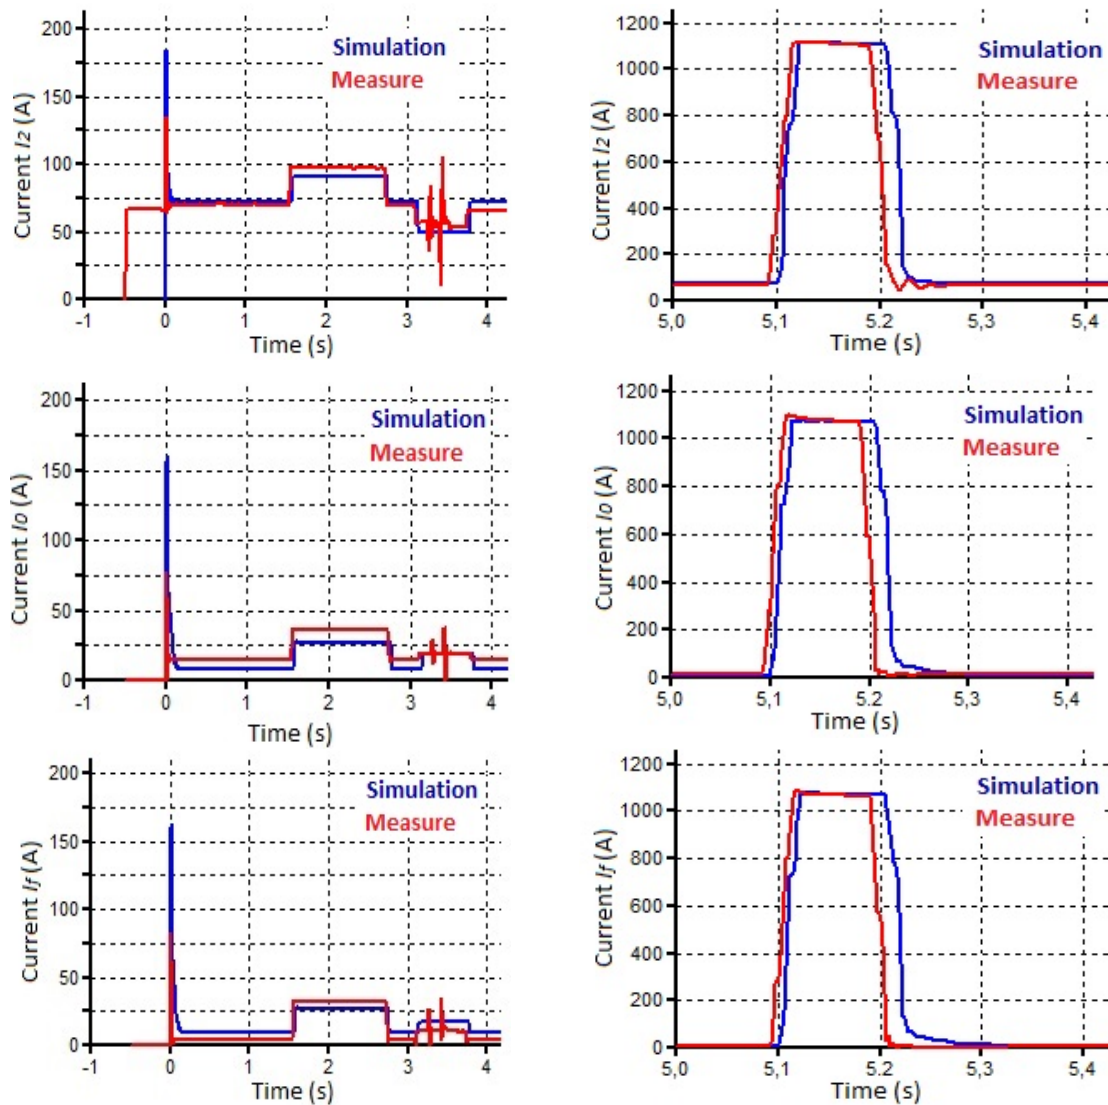 Current I2 (A)
200
150
100
50
0
-1 0 1 2 3 4
Time (s)
Simulation
Measure
Current I2 (A)
1200
1000
800
600
400
200
0
5,0 5,1 5.2 5,3 5,4
Time (s)
Simulation
Measure
Current Io (A)
200
150
100
50
0
-1 0 1 2 3 4
Time (s)
Simulation
Measure
Current Io (A)
1200
1000
800
600
400
200
0
5,0 5,1 5.2 5,3 5,4
Time (s)
Simulation
Measure
Current If (A)
200
150
100
50
0
-1 0 1 2 3 4
Time (s)
Simulation
Measure
Current If (A)
1200
1000
800
600
400
200
0
5,0 5,1 5.2 5,3 5,4
Time (s)
Simulation
Measure